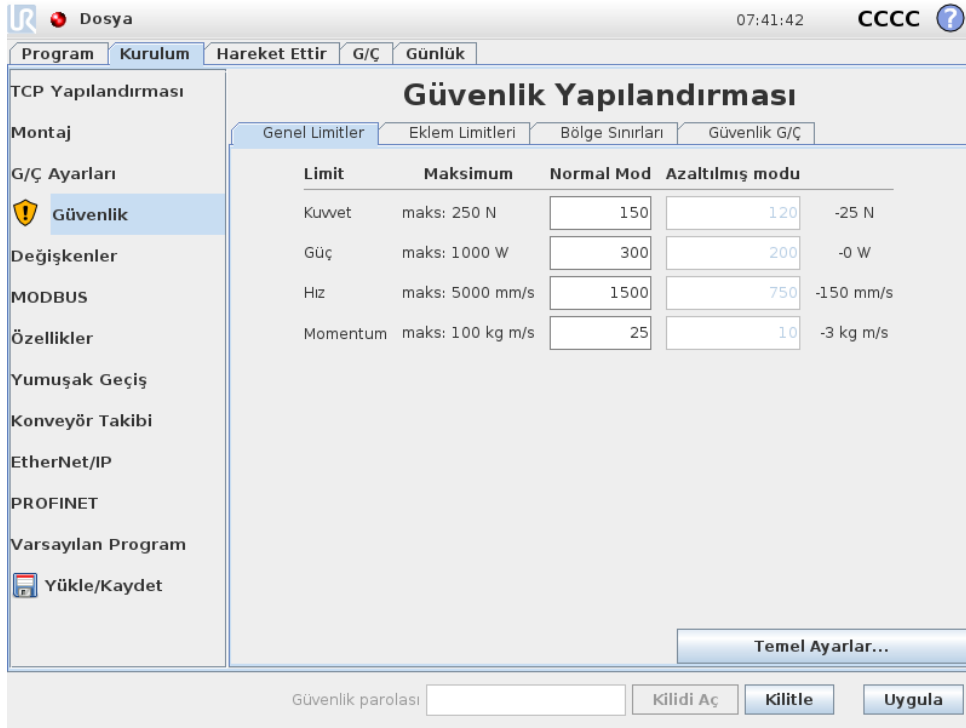 UR Dosya 07:41:42 CCCC ?
Program Kurulum Hareket Ettir G/Ç Günlük
TCP Yapılandırması
Montaj
G/Ç Ayarları
Güvenlik
Değişkenler
MODBUS
Özellikler
Yumuşak Geçiş
Konveyör Takibi
EtherNet/IP
PROFINET
Varsayılan Program
Yükle/Kaydet
Güvenlik Yapılandırması
Genel Limitler Eklem Limitleri Bölge Sınırları Güvenlik G/Ç
Limit Maksimum Normal Mod Azaltılmış modu
Kuvvet maks: 250 N 150 120 -25 N
Güç maks: 1000 W 300 200 -0 W
Hız maks: 5000 mm/s 1500 750 -150 mm/s
Momentum maks: 100 kg m/s 25 10 -3 kg m/s
Temel Ayarlar...
Güvenlik parolası Kilidi Aç Kilitle Uygula